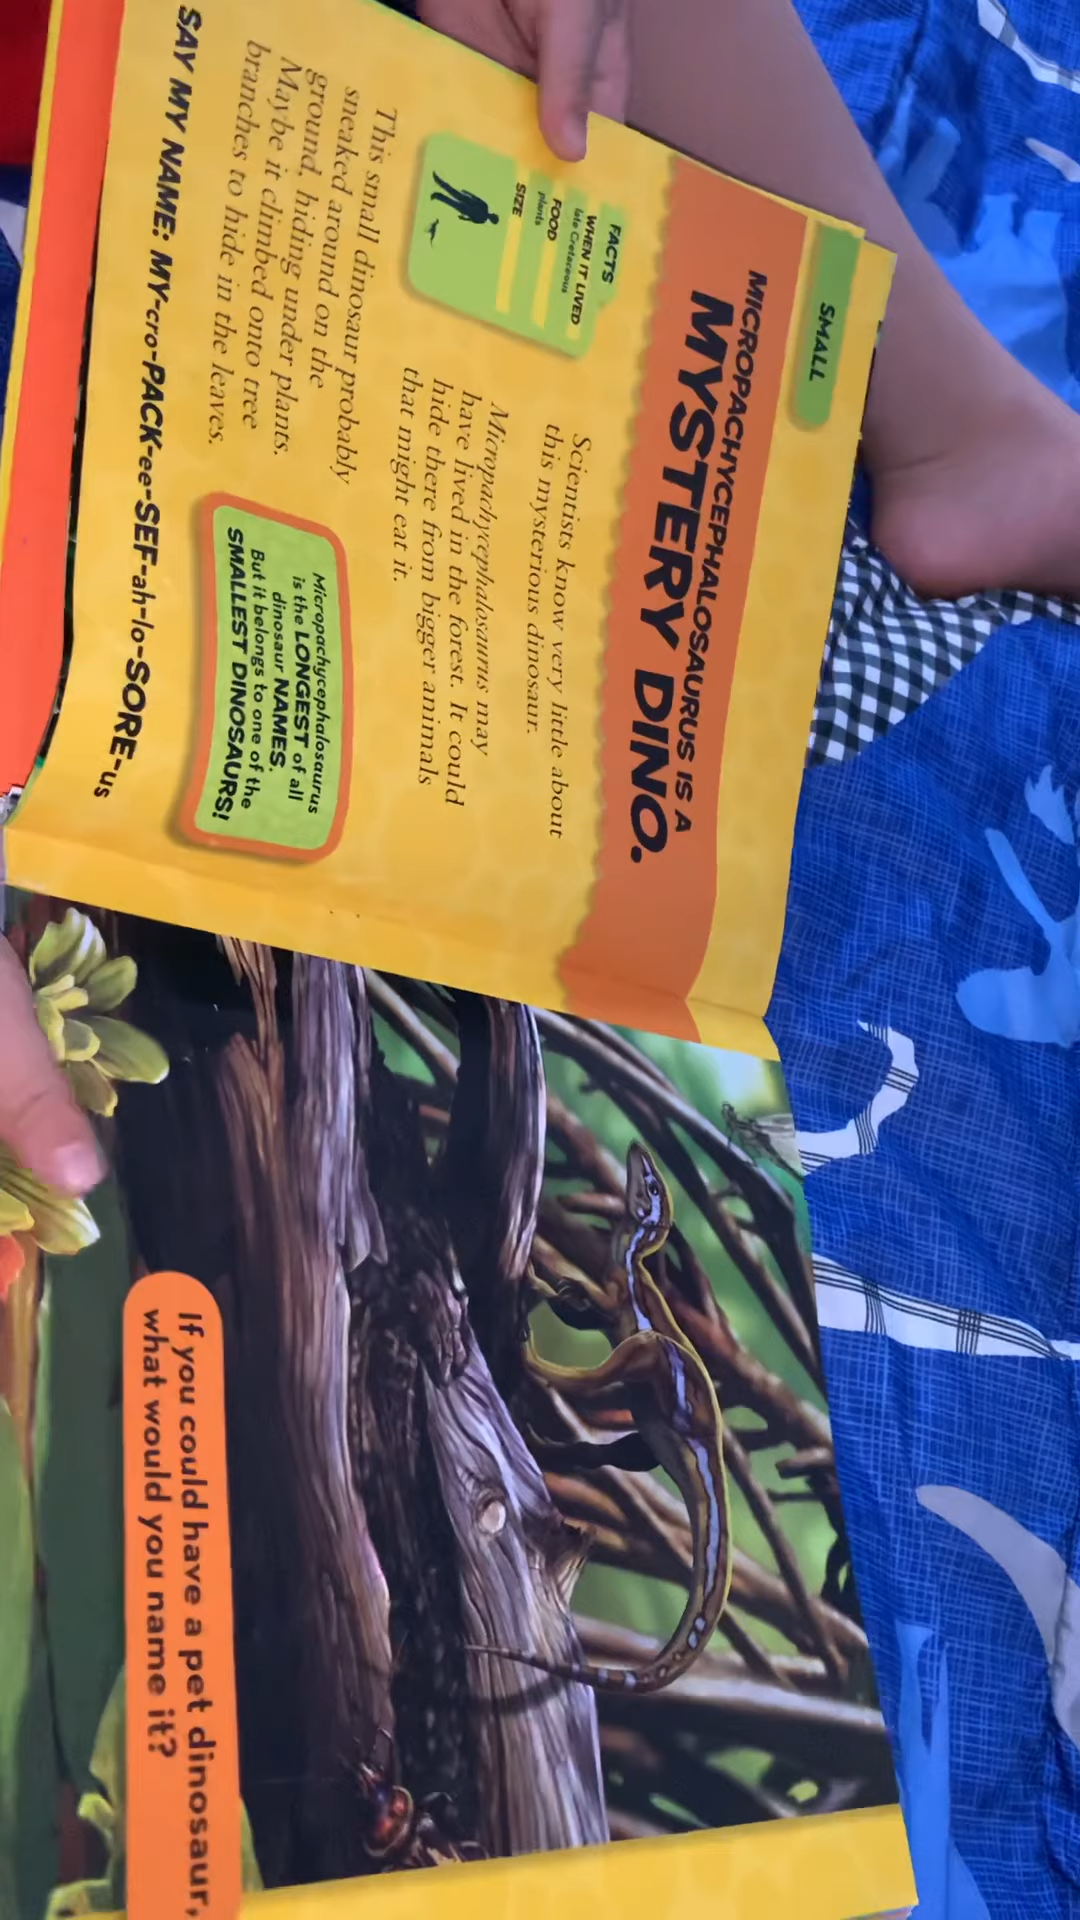 SMALL
MICROPACHYCEPHALOSAURUS IS A
MYSTERY DINO.
FACTS
WHEN IT LIVED
late Cretaceous
FOOD
plants
SIZE
Scientists know very little about
this mysterious dinosaur.
Micropachycephalosaurus may
have lived in the forest. It could
hide there from bigger animals
that might eat it.
This small dinosaur probably
sneaked around on the
ground, hiding under plants.
Maybe it climbed onto tree
branches to hide in the leaves.
Micropachycephalosaurus
is the LONGEST of all
dinosaur NAMES.
But it belongs to one of the
SMALLEST DINOSAURS!
SAY MY NAME: MY-cro-PACK-ee-SEF-ah-lo-SORE-us
If you could have a pet dinosaur,
what would you name it?